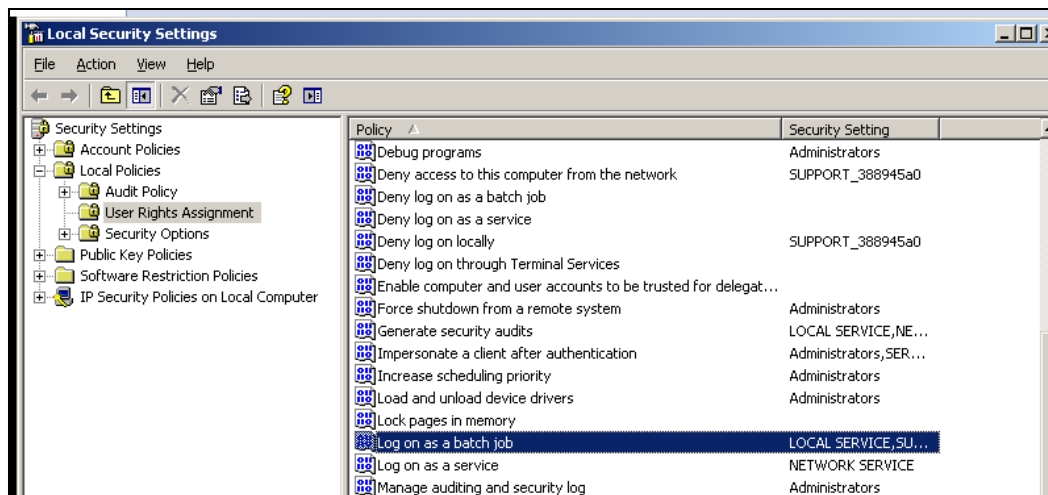 Local Security Settings
File Action View Help
Security Settings
Account Policies
Local Policies
Audit Policy
User Rights Assignment
Security Options
Public Key Policies
Software Restriction Policies
IP Security Policies on Local Computer
Policy Security Setting
Debug programs Administrators
Deny access to this computer from the network SUPPORT_388945a0
Deny log on as a batch job
Deny log on as a service
Deny log on locally SUPPORT_388945a0
Deny log on through Terminal Services
Enable computer and user accounts to be trusted for delegat...
Force shutdown from a remote system Administrators
Generate security audits LOCAL SERVICE,NE...
Impersonate a client after authentication Administrators,SER...
Increase scheduling priority Administrators
Load and unload device drivers Administrators
Lock pages in memory
Log on as a batch job LOCAL SERVICE,SU...
Log on as a service NETWORK SERVICE
Manage auditing and security log Administrators